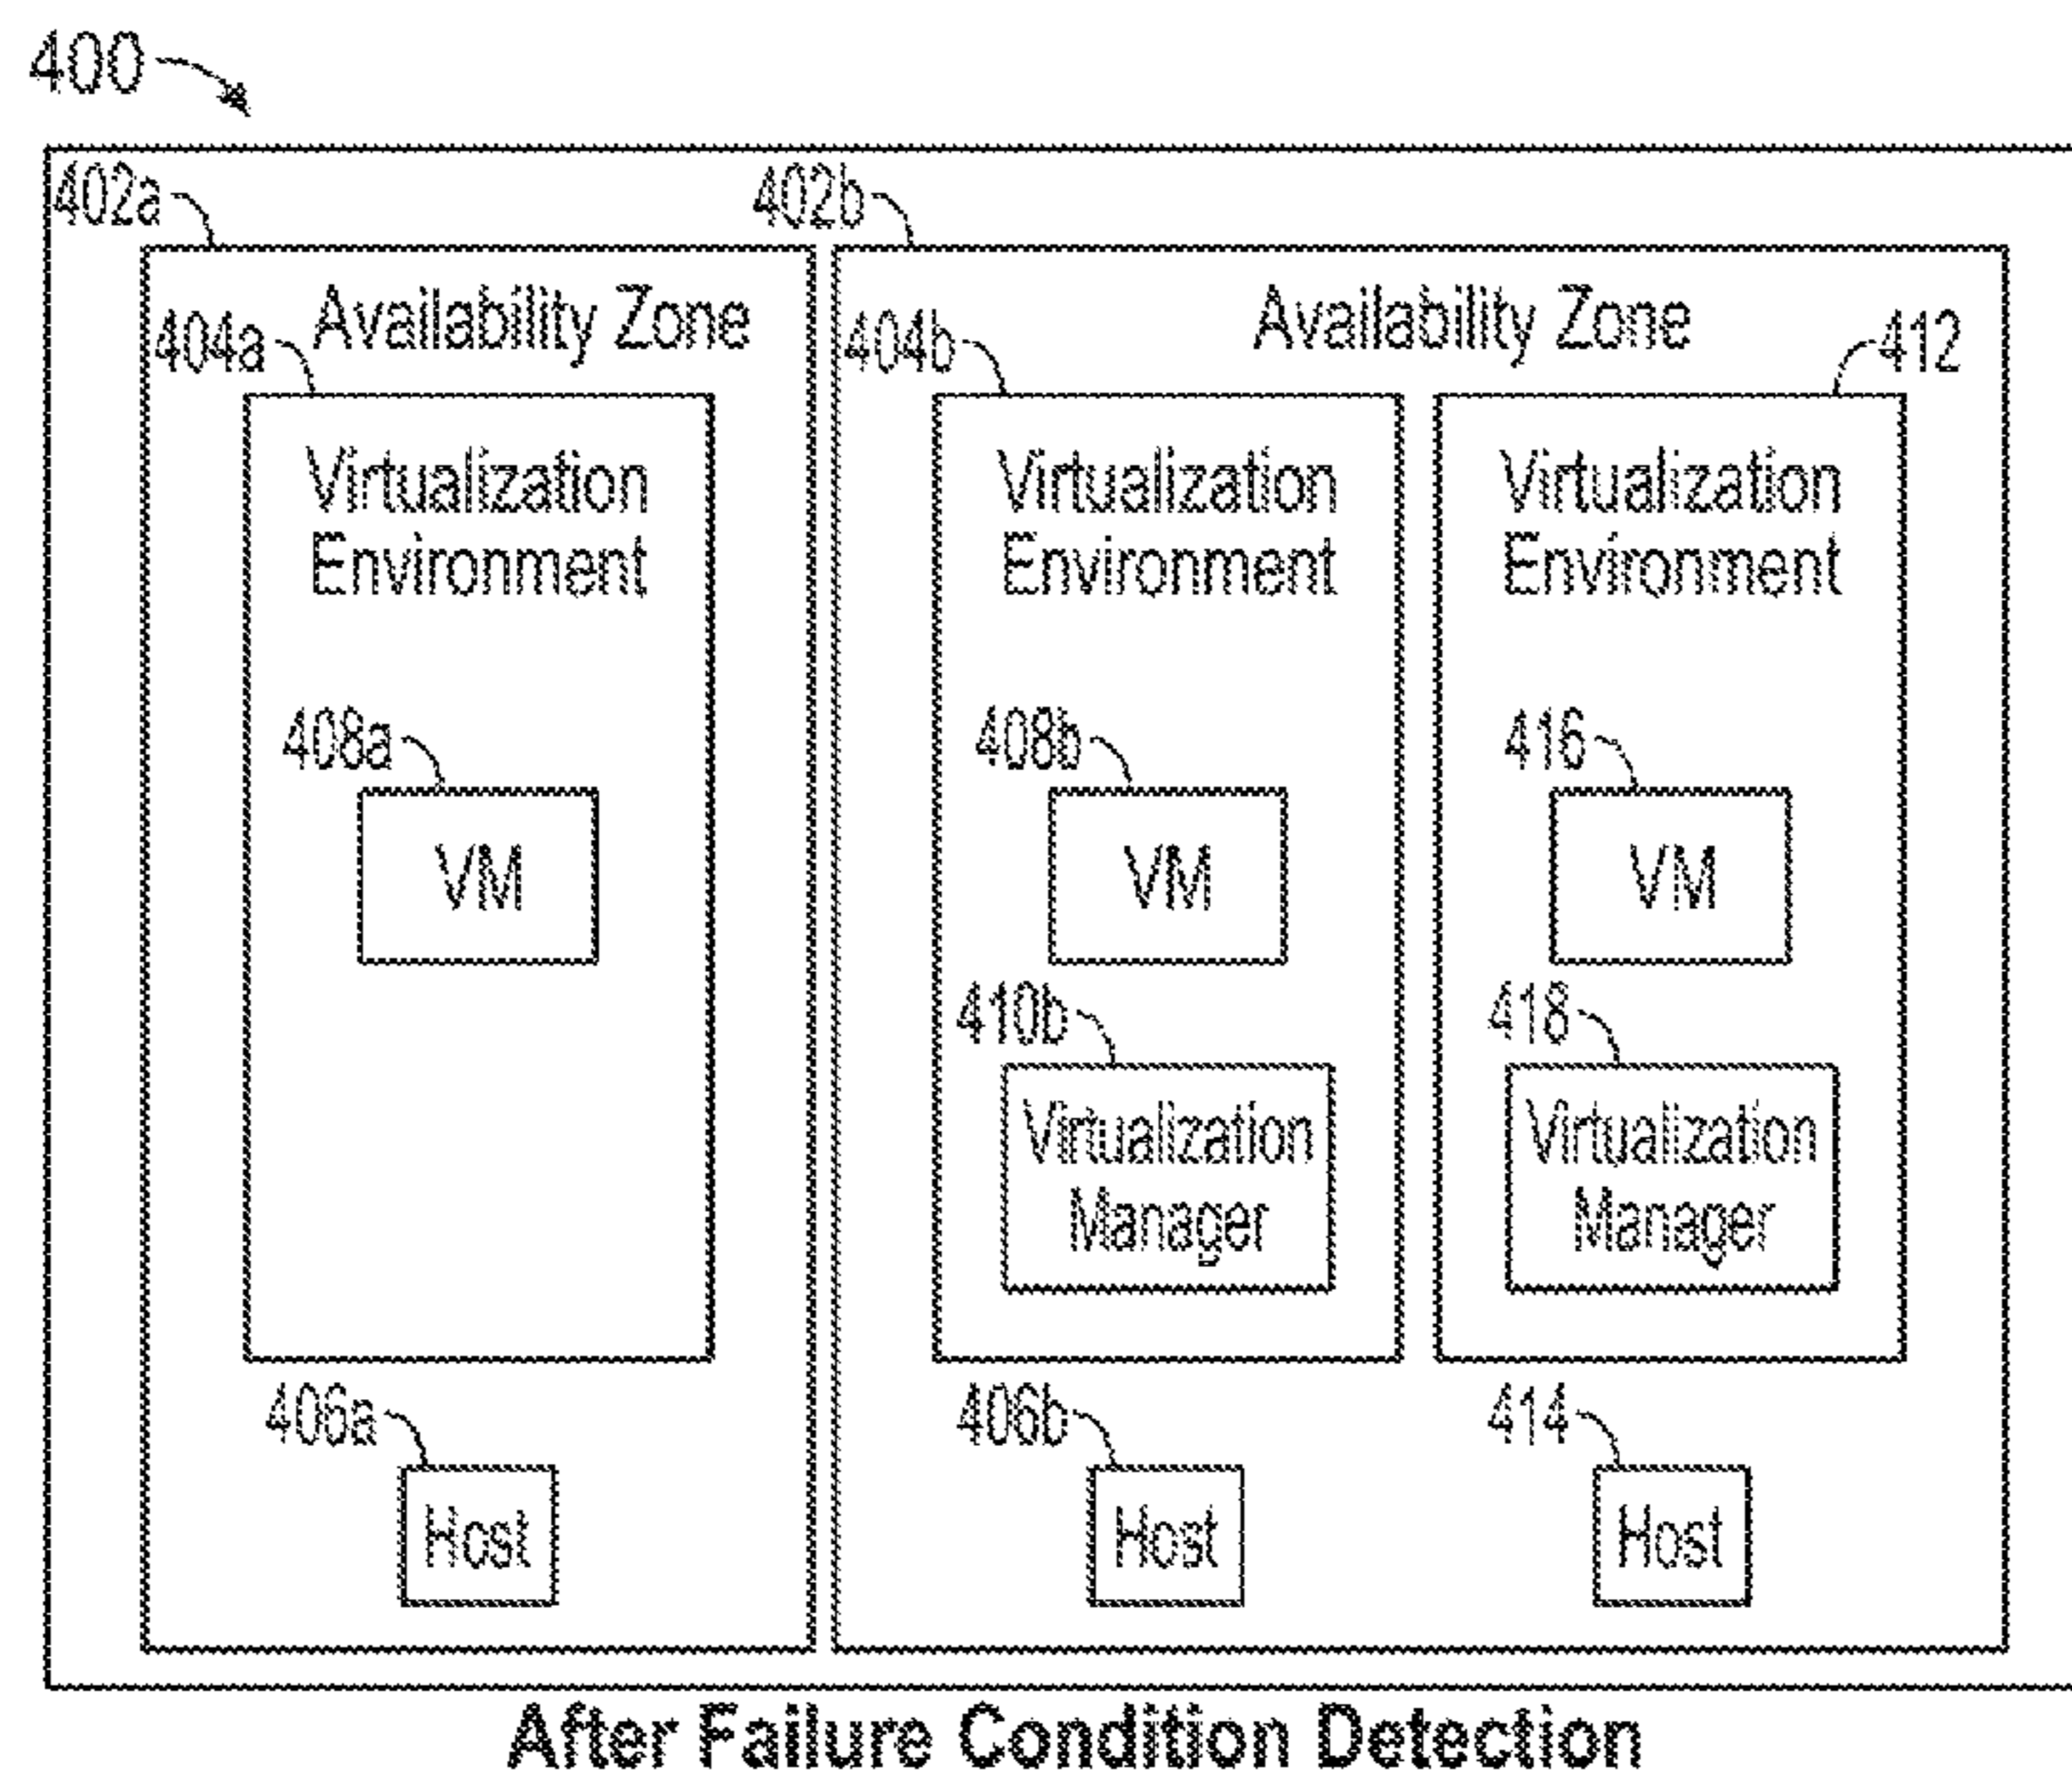 400
402a
402b
Availability Zone
Availability Zone
404a
404b
412
Virtualization
Environment
Virtualization
Environment
Virtualization
Environment
408a
408b
416
VM
VM
VM
410b
418
Virtualization
Manager
Virtualization
Manager
406a
406b
414
Host
Host
Host
After Failure Condition Detection